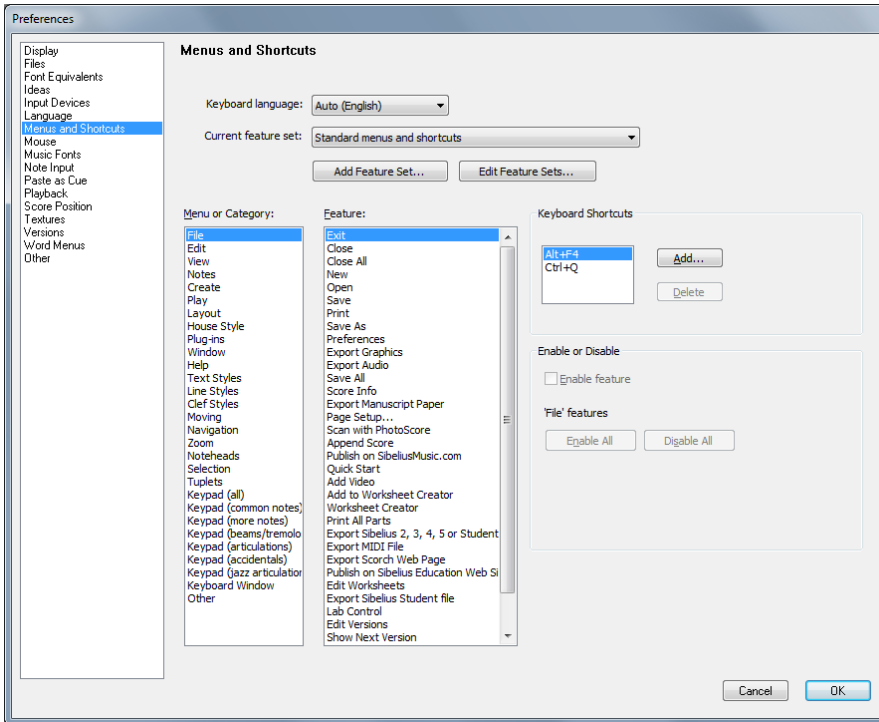 Preferences
Display
Files
Font Equivalents
Ideas
Input Devices
Language
Menus and Shortcuts
Mouse
Music Fonts
Note Input
Paste as Cue
Playback
Score Position
Textures
Versions
Word Menus
Other
Menus and Shortcuts
Keyboard language: Auto (English)
Current feature set: Standard menus and shortcuts
Add Feature Set... Edit Feature Sets...
Menu or Category:
File
Edit
View
Notes
Create
Play
Layout
House Style
Plug-ins
Window
Help
Text Styles
Line Styles
Clef Styles
Moving
Navigation
Zoom
Noteheads
Selection
Tuplets
Keypad (all)
Keypad (common notes)
Keypad (more notes)
Keypad (beams/tremolo
Keypad (articulations)
Keypad (accidentals)
Keypad (jazz articulation
Keyboard Window
Other
Feature:
Exit
Close
Close All
New
Open
Save
Print
Save As
Preferences
Export Graphics
Export Audio
Save All
Score Info
Export Manuscript Paper
Page Setup...
Scan with PhotoScore
Append Score
Publish on SibeliusMusic.com
Quick Start
Add Video
Add to Worksheet Creator
Worksheet Creator
Print All Parts
Export Sibelius 2, 3, 4, 5 or Student
Export MIDI File
Export Scorch Web Page
Publish on Sibelius Education Web Si
Edit Worksheets
Export Sibelius Student file
Lab Control
Edit Versions
Show Next Version
Keyboard Shortcuts
Alt+F4
Ctrl+Q
Add...
Delete
Enable or Disable
Enable feature
'File' features
Enable All Disable All
Cancel OK